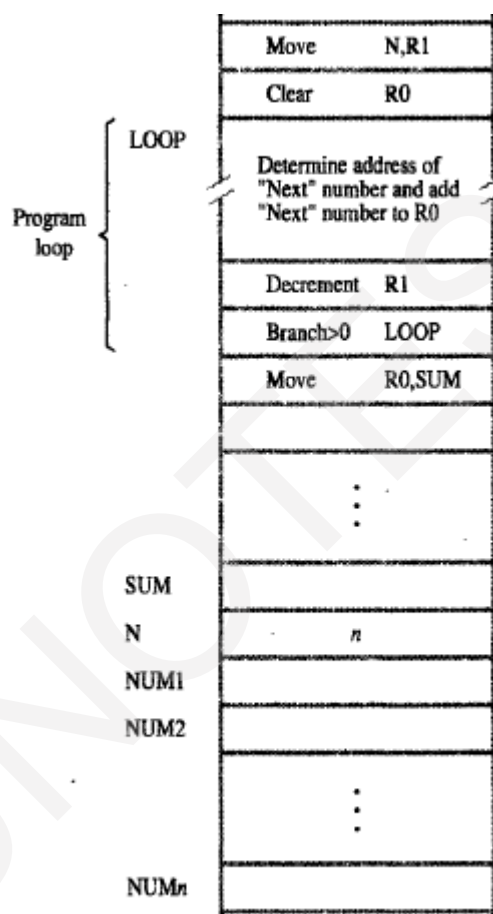 Move N,R1
Clear R0
LOOP
Determine address of
"Next" number and add
"Next" number to R0
Program
loop
Decrement R1
Branch>0 LOOP
Move R0,SUM
SUM
N n
NUM1
NUM2
NUMn